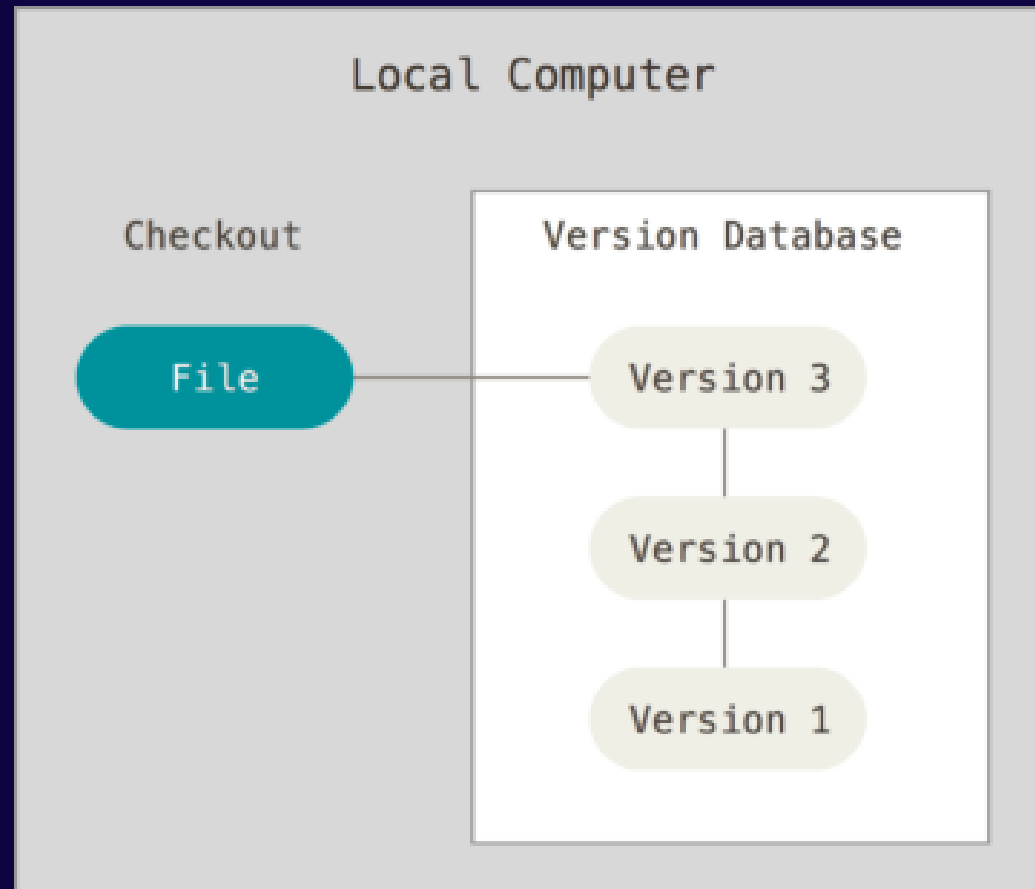 Local Computer
Checkout
Version Database
File
Version 3
Version 2
Version 1